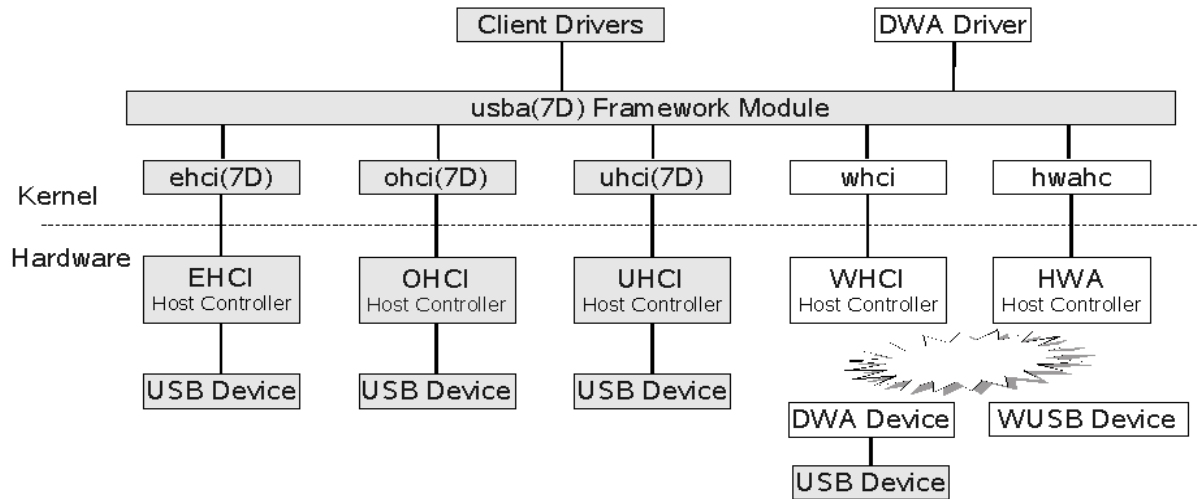 Client Drivers
DWA Driver
usba(7D) Framework Module
ehci(7D)
ohci(7D)
uhci(7D)
whci
hwahc
Kernel
Hardware
EHCI
Host Controller
OHCI
Host Controller
UHCI
Host Controller
WHCI
Host Controller
HWA
Host Controller
USB Device
USB Device
USB Device
DWA Device
WUSB Device
USB Device